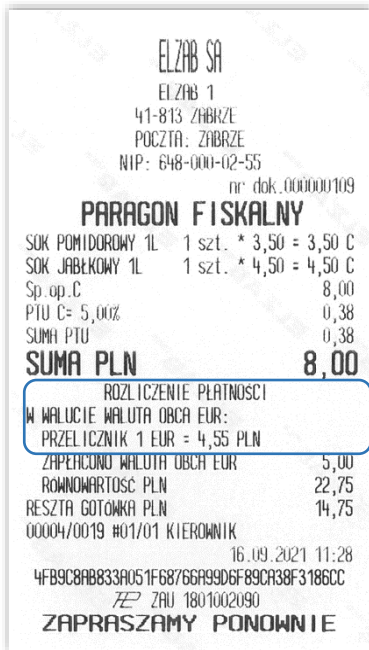 ELZAB SA
ELZAB 1
41-813 ZABRZE
POCZTA: ZABRZE
NIP: 648-000-02-55
nr dok.000000109
PARAGON FISKALNY
SOK POMIDOROWY 1L 1 szt. * 3,50 = 3,50 C
SOK JABŁKOWY 1L 1 szt. * 4,50 = 4,50 C
Sp.op.C 8,00
PTU C= 5,00% 0,38
SUMA PTU 0,38
SUMA PLN 8,00
ROZLICZENIE PŁATNOŚCI
W WALUCIE WALUTA OBCA EUR:
PRZELICZNIK 1 EUR = 4,55 PLN
ZAPŁACONO WALUTA OBCA EUR 5,00
RÓWNOWARTOŚĆ PLN 22,75
RESZTA GOTÓWKA PLN 14,75
00004/0019 #01/01 KIEROWNIK
16.09.2021 11:28
4FB9C8AB833A051F68766A99D6F89CA38F3186CC
ZAU 1801002090
ZAPRASZAMY PONOWNIE